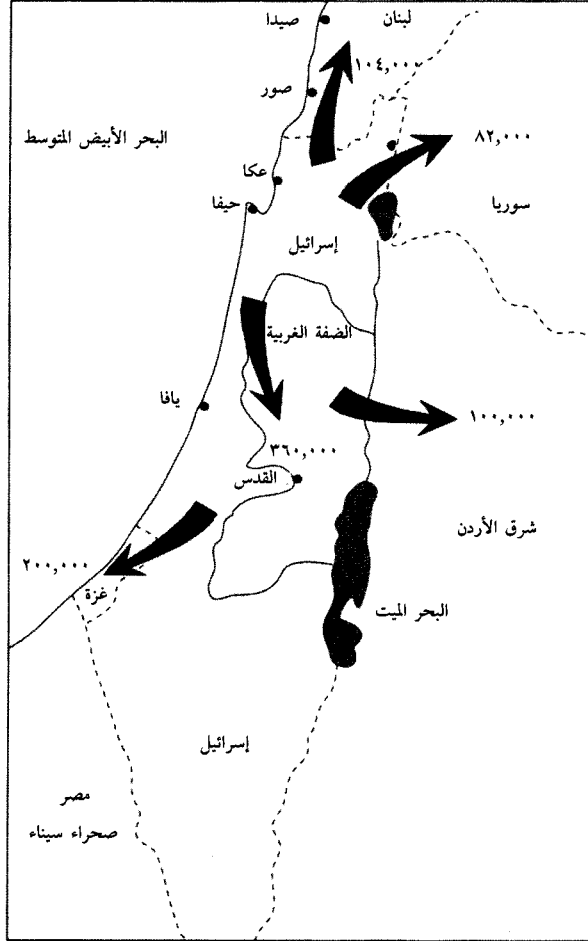 لبنان
صيدا
١٠٤,٠٠٠
صور
البحر الأبيض المتوسط
٨٢,٠٠٠
عكا
حيفا
سوريا
إسرائيل
الضفة الغربية
يافا
١٠٠,٠٠٠
٣٦٠,٠٠٠
القدس
شرق الأردن
٢٠٠,٠٠٠
غزة
البحر الميت
إسرائيل
مصر
صحراء سيناء